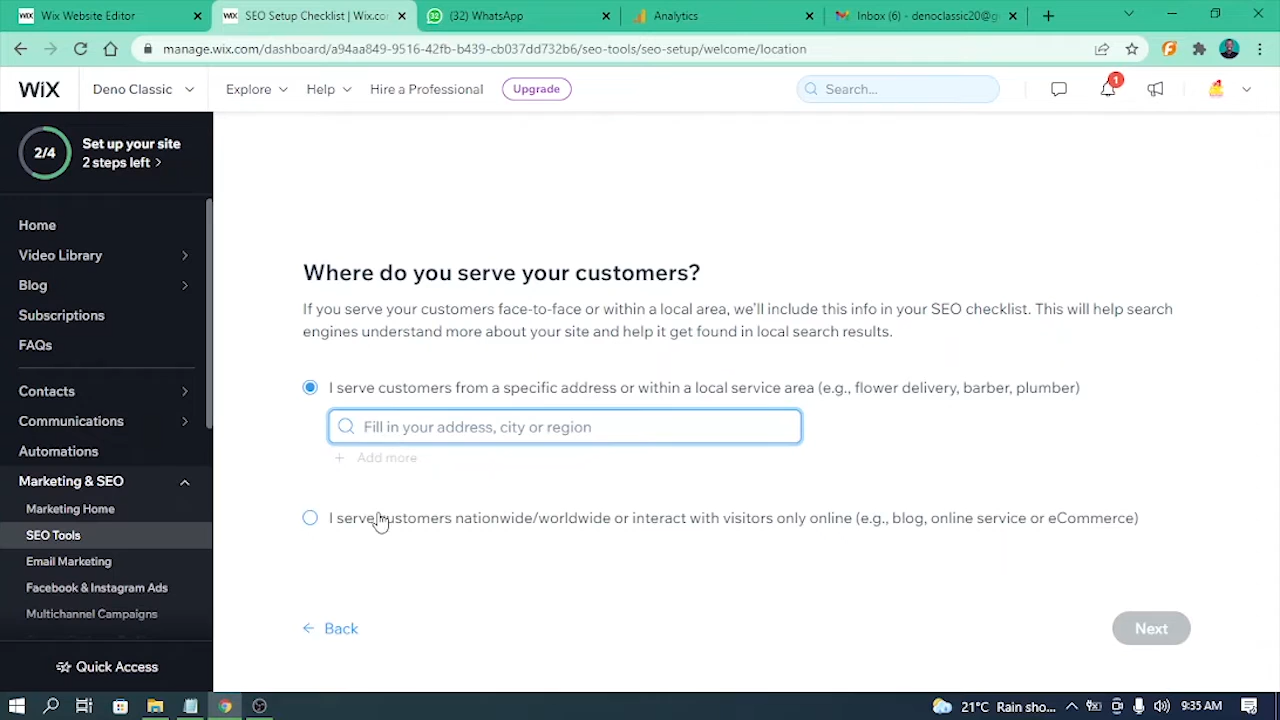 Wix Website Editor
SEO Setup Checklist | Wix.com
(32) WhatsApp
Analytics
Inbox (6) - denoclassic20@g
manage.wix.com/dashboard/a94aa849-9516-42fb-b439-cb037dd732b6/seo-tools/seo-setup/welcome/location
WIX
Deno Classic
Explore
Help
Hire a Professional
Upgrade
Search...
1
2/4
Set up your site
2 steps left >
Home
Video Library
Blog
Subscriptions
FAQs
Contacts
Communications
Automations
Marketing & SEO
Marketing Home
SEO Tools
Email Marketing
Facebook & Instagram Ads
Multichannel Campaigns
Quick Access
Where do you serve your customers?
If you serve your customers face-to-face or within a local area, we'll include this info in your SEO checklist. This will help search
engines understand more about your site and help it get found in local search results.
I serve customers from a specific address or within a local service area (e.g., flower delivery, barber, plumber)
Fill in your address, city or region
+ Add more
I serve customers nationwide/worldwide or interact with visitors only online (e.g., blog, online service or eCommerce)
← Back
Next
21°C Rain sho...
9:35 AM